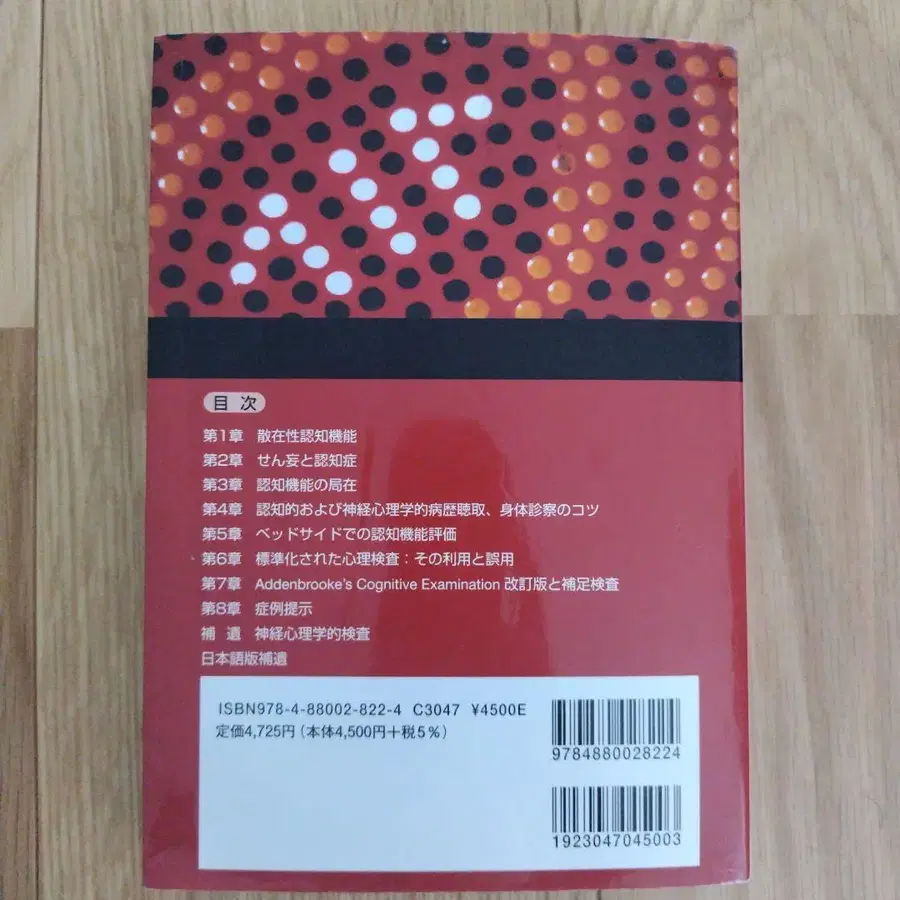 AIT
目 次
第1章 散在性認知機能
第2章 せん妄と認知症
第3章 認知機能の局在
第4章 認知的および神経心理学的病歴聴取、身体診察のコツ
第5章 ベッドサイドでの認知機能評価
第6章 標準化された心理検査：その利用と誤用
第7章 Addenbrooke's Cognitive Examination 改訂版と補足検査
第8章 症例提示
補 遺 神経心理学的検査
日本語版補遺
ISBN978-4-88002-822-4 C3047 ¥4500E
定価4,725円（本体4,500円＋税5％）
9784880028224
1923047045003